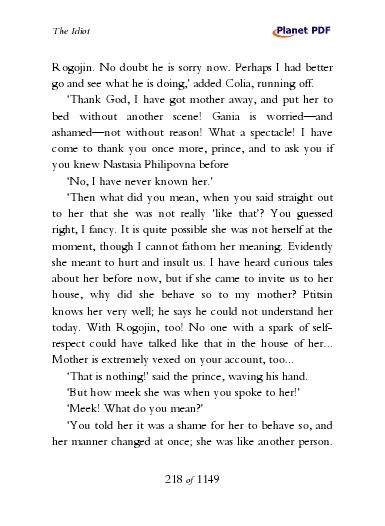 The Idiot
Planet PDF
Rogojin. No doubt he is sorry now. Perhaps I had better
go and see what he is doing,' added Colia, running off.
'Thank God, I have got mother away, and put her to
bed without another scene! Gania is worried—and
ashamed—not without reason! What a spectacle! I have
come to thank you once more, prince, and to ask you if
you knew Nastasia Philipovna before
'No, I have never known her.'
'Then what did you mean, when you said straight out
to her that she was not really 'like that'? You guessed
right, I fancy. It is quite possible she was not herself at the
moment, though I cannot fathom her meaning. Evidently
she meant to hurt and insult us. I have heard curious tales
about her before now, but if she came to invite us to her
house, why did she behave so to my mother? Ptitsin
knows her very well; he says he could not understand her
today. With Rogojin, too! No one with a spark of self-
respect could have talked like that in the house of her...
Mother is extremely vexed on your account, too...
'That is nothing!' said the prince, waving his hand.
'But how meek she was when you spoke to her!'
'Meek! What do you mean?'
'You told her it was a shame for her to behave so, and
her manner changed at once; she was like another person.
218 of 1149